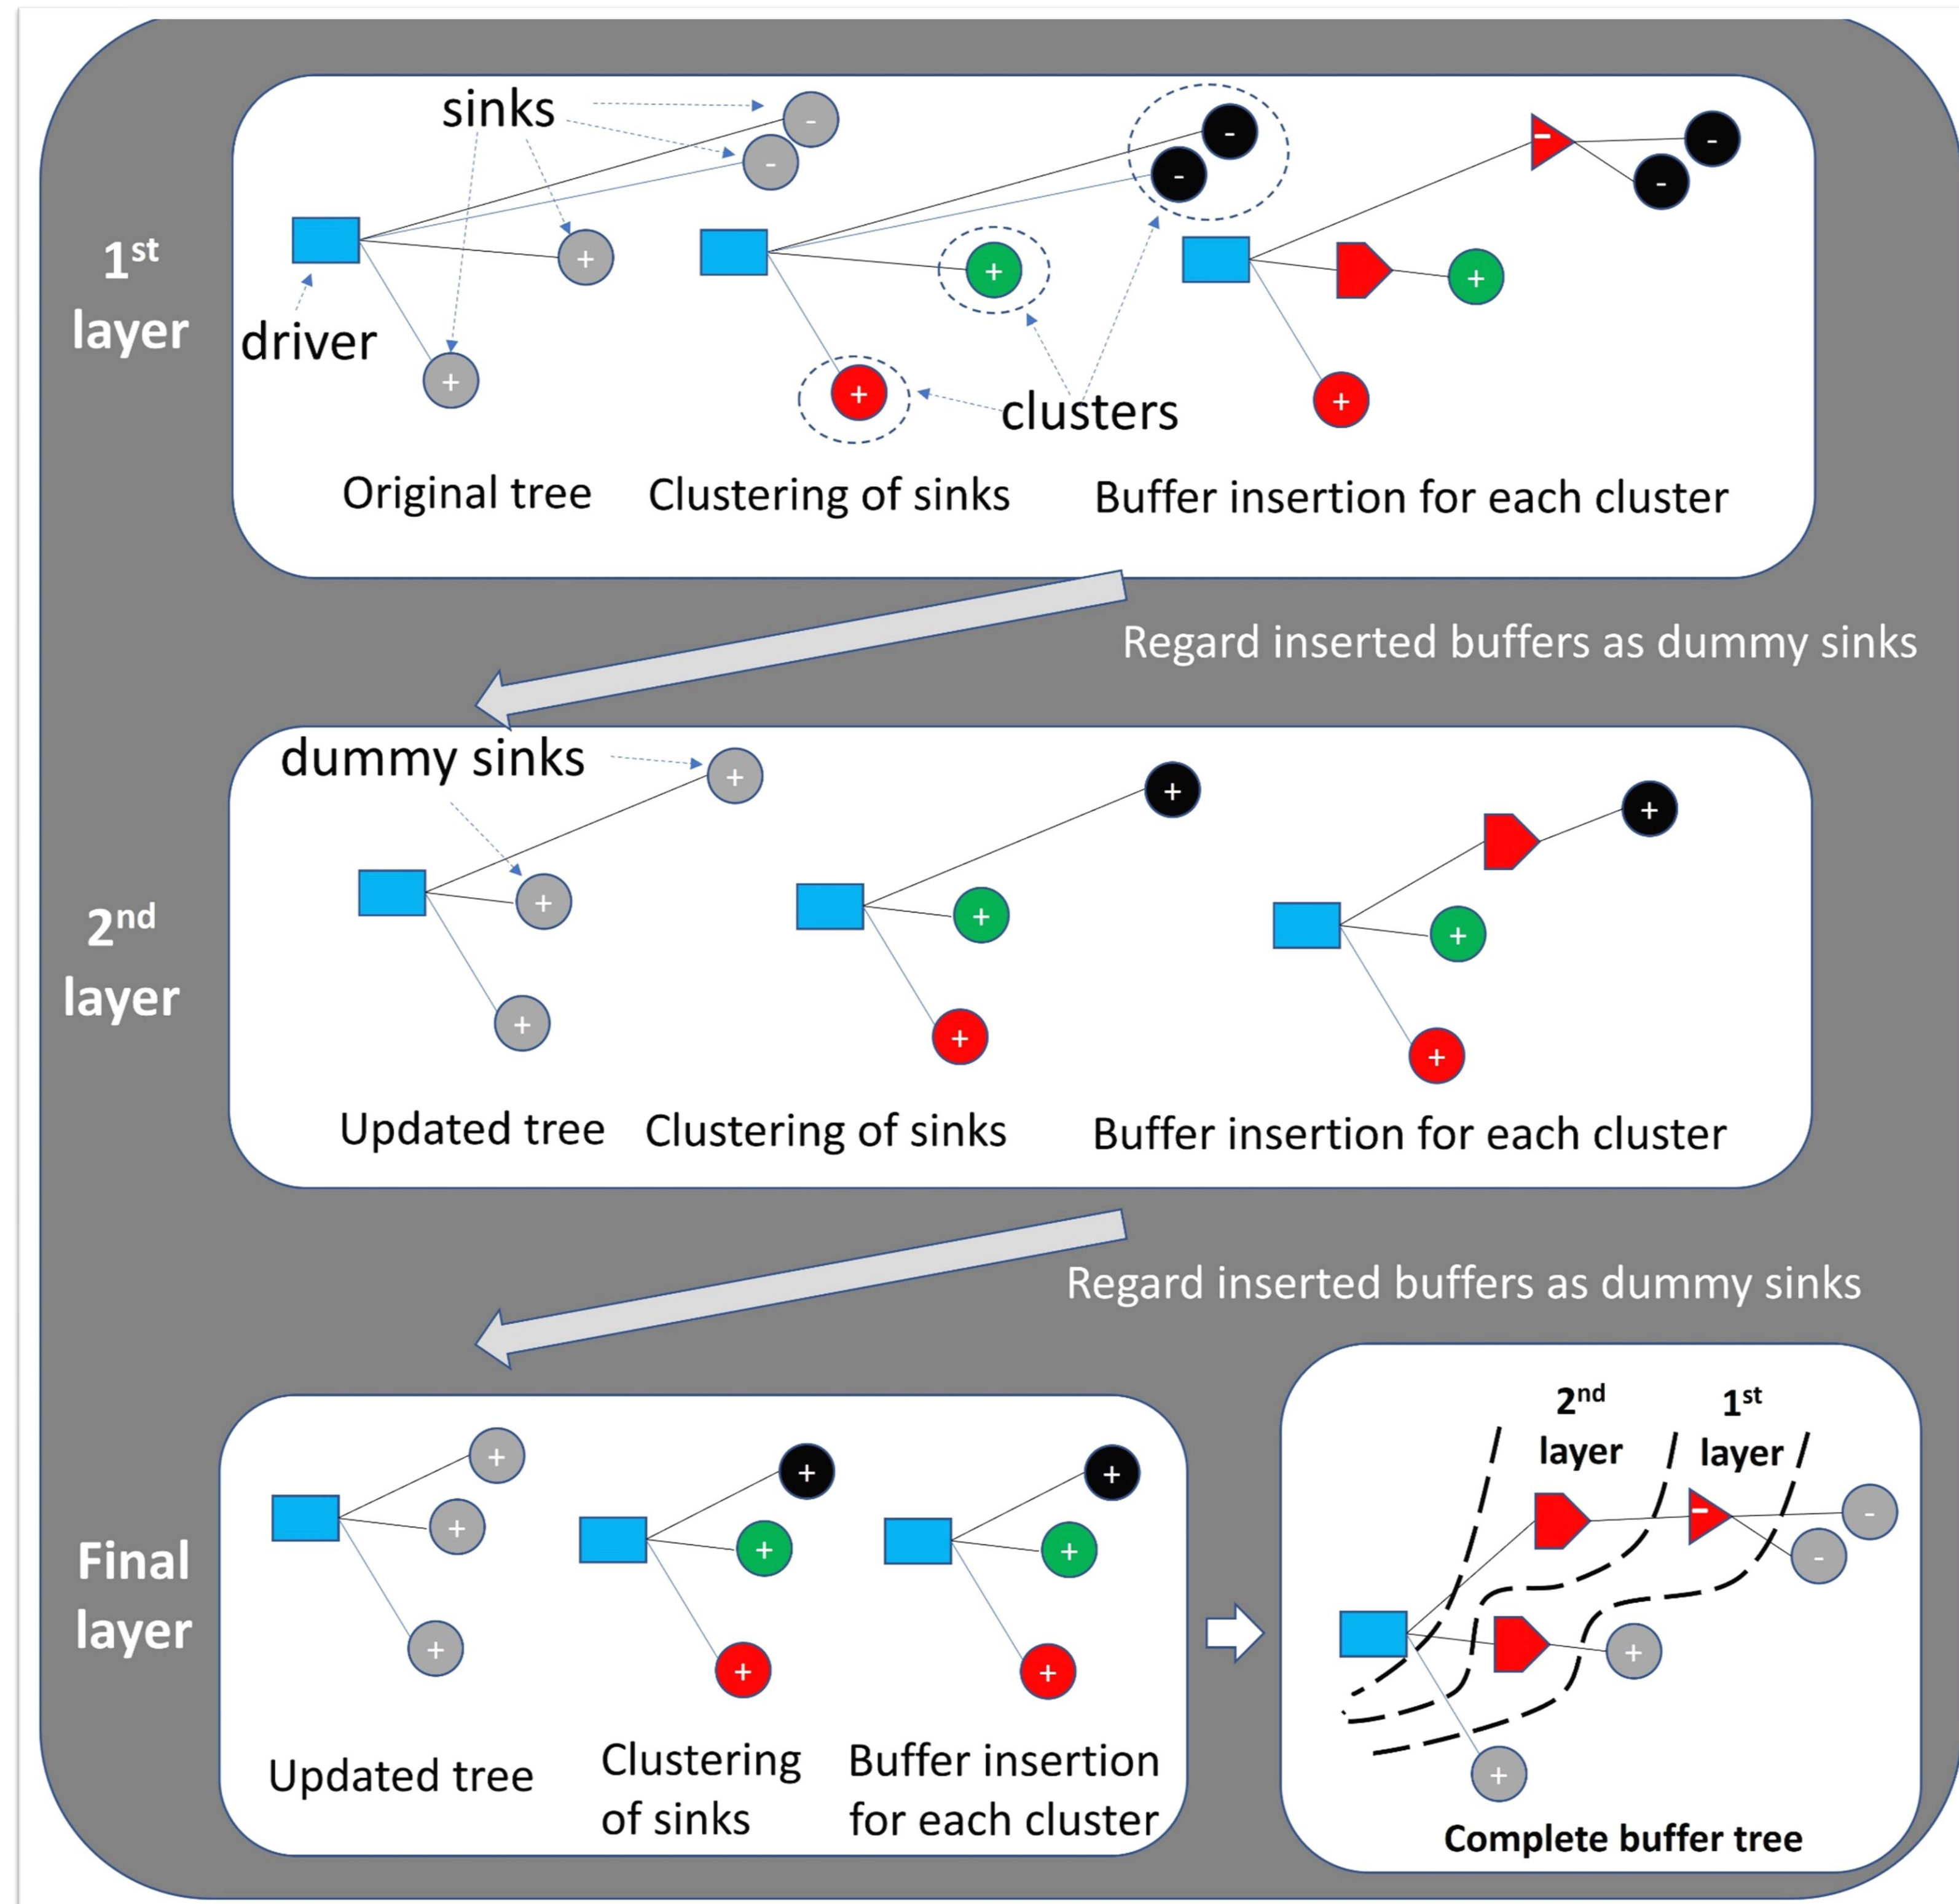 sinks
-
-
+
+
driver
1st
layer
-
-
+
+
clusters
-
-
-
+
+
Original tree
Clustering of sinks
Buffer insertion for each cluster
Regard inserted buffers as dummy sinks
dummy sinks
+
+
+
2nd
layer
+
+
+
+
+
+
Updated tree
Clustering of sinks
Buffer insertion for each cluster
Regard inserted buffers as dummy sinks
Final
layer
+
+
+
+
+
+
+
+
+
Updated tree
Clustering
of sinks
Buffer insertion
for each cluster
2nd
layer
1st
layer
-
-
-
+
+
Complete buffer tree